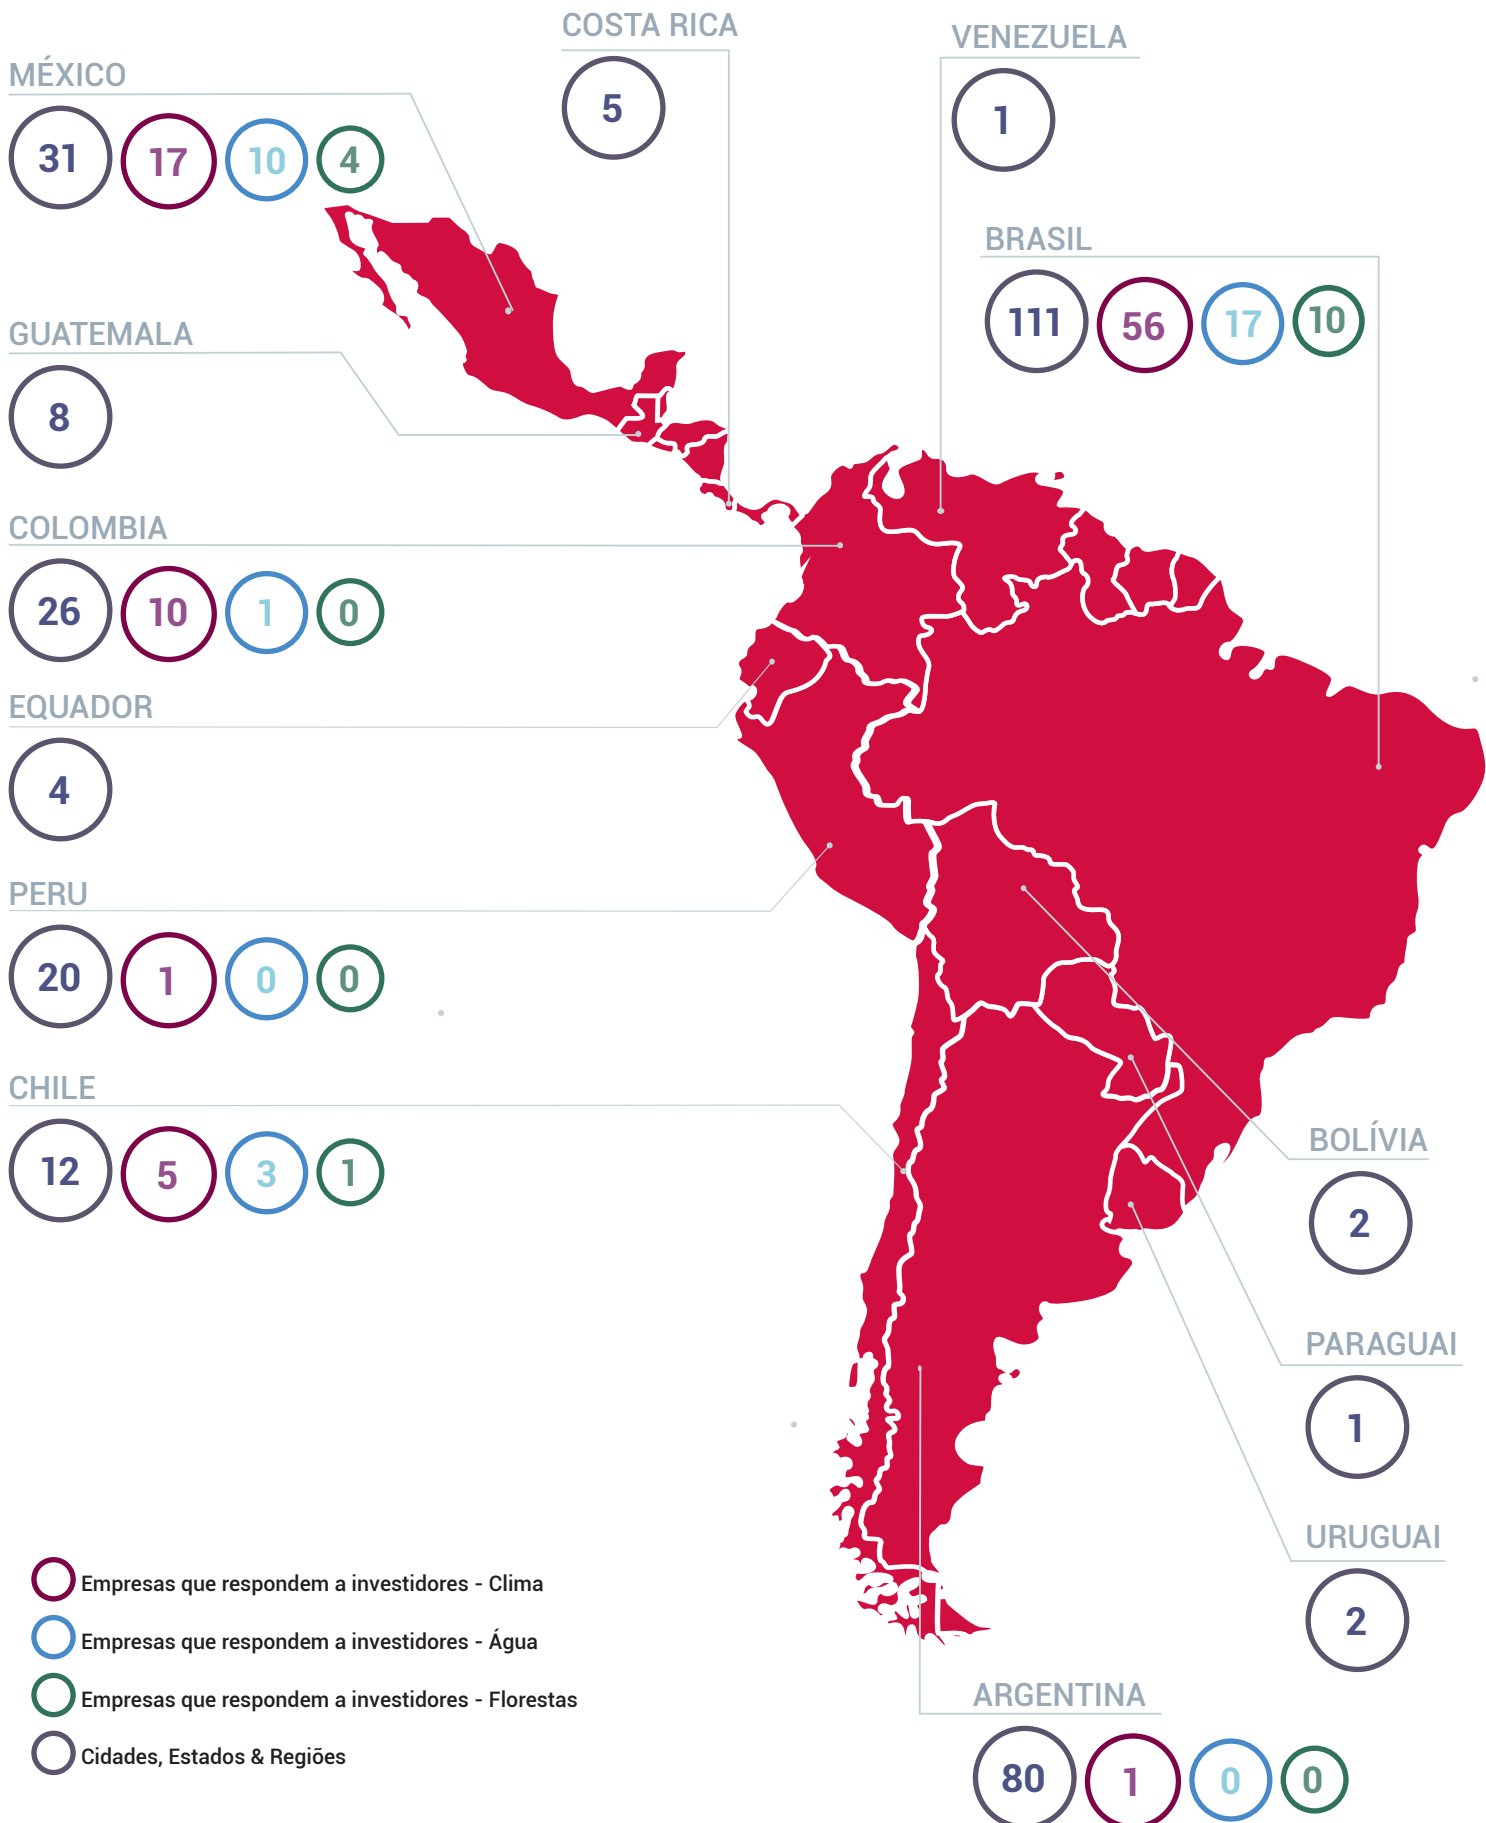 COSTA RICA
5
VENEZUELA
1
MÉXICO
31 17 10 4
BRASIL
111 56 17 10
GUATEMALA
8
COLOMBIA
26 10 1 0
EQUADOR
4
PERU
20 1 0 0
CHILE
12 5 3 1
BOLÍVIA
2
PARAGUAI
1
URUGUAI
2
ARGENTINA
80 1 0 0
Empresas que respondem a investidores - Clima
Empresas que respondem a investidores - Água
Empresas que respondem a investidores - Florestas
Cidades, Estados & Regiões